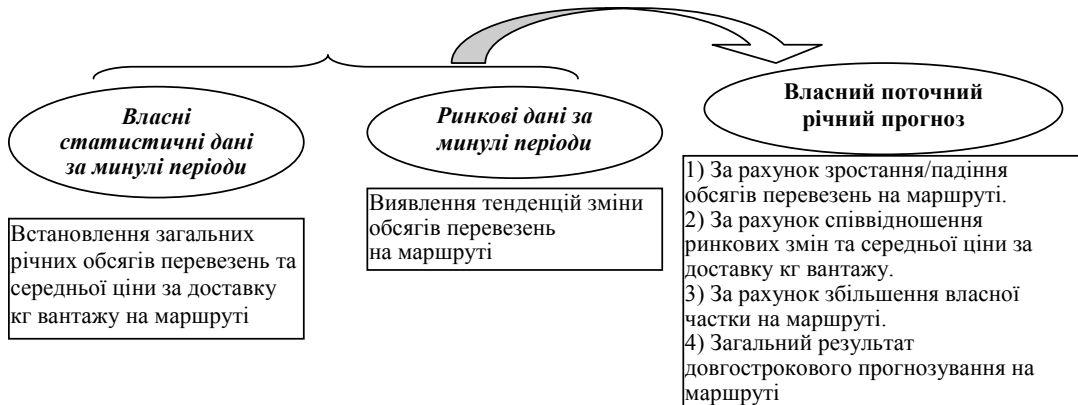 Власні
статистичні дані
за минулі періоди
Встановлення загальних
річних обсягів перевезень та
середньої ціни за доставку
кг вантажу на маршруті
Ринкові дані за
минулі періоди
Виявлення тенденцій зміни
обсягів перевезень
на маршруті
Власний поточний
річний прогноз
1) За рахунок зростання/падіння
обсягів перевезень на маршруті.
2) За рахунок співвідношення
ринкових змін та середньої ціни за
доставку кг вантажу.
3) За рахунок збільшення власної
частки на маршруті.
4) Загальний результат
довгострокового прогнозування на
маршруті